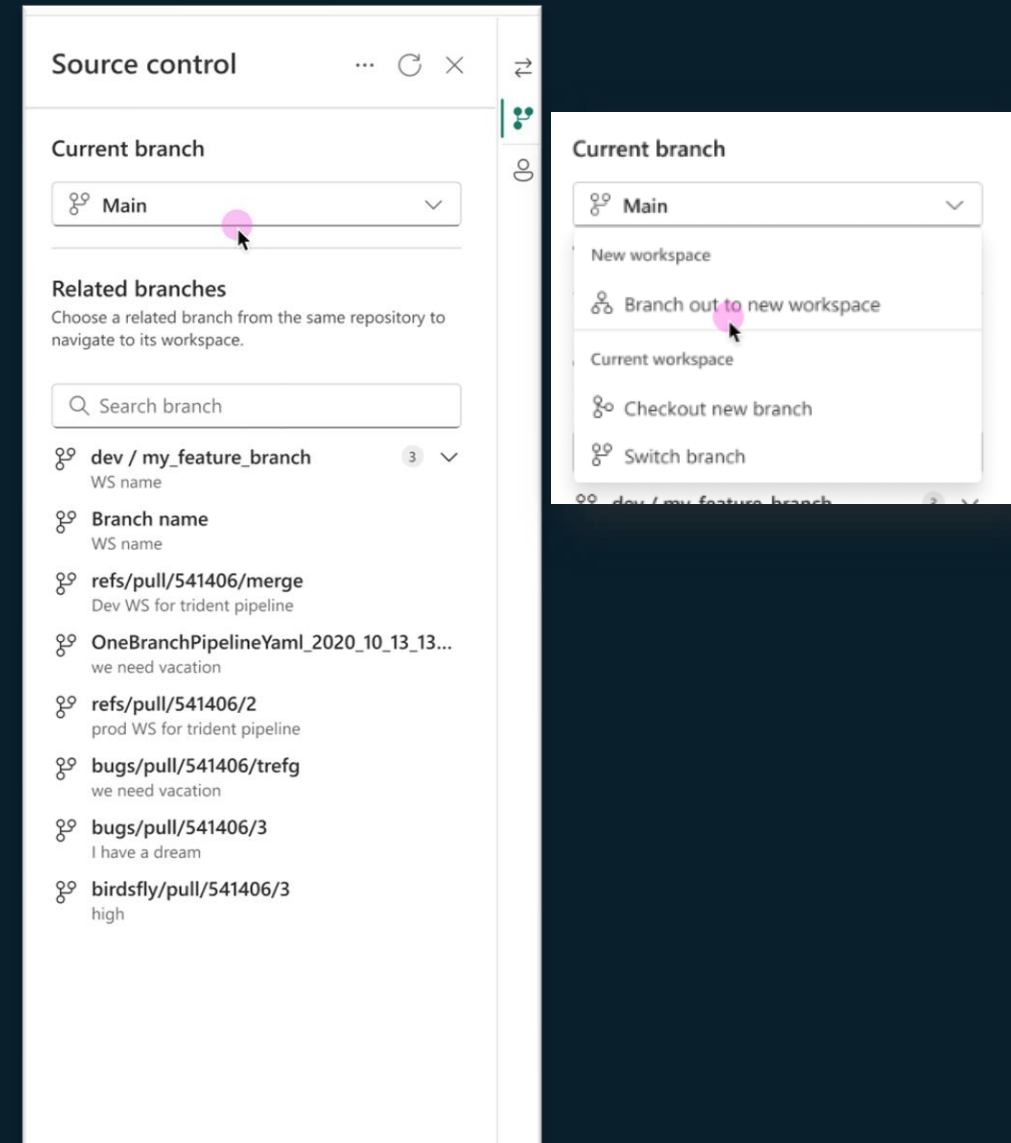 Source control
Current branch
Main
Related branches
Choose a related branch from the same repository to
navigate to its workspace.
Search branch
dev / my_feature_branch 3
WS name
Branch name
WS name
refs/pull/541406/merge
Dev WS for trident pipeline
OneBranchPipelineYaml_2020_10_13_13...
we need vacation
refs/pull/541406/2
prod WS for trident pipeline
bugs/pull/541406/trefg
we need vacation
bugs/pull/541406/3
I have a dream
birdsfly/pull/541406/3
high
Current branch
Main
New workspace
Branch out to new workspace
Current workspace
Checkout new branch
Switch branch
dev / my_feature_branch 3